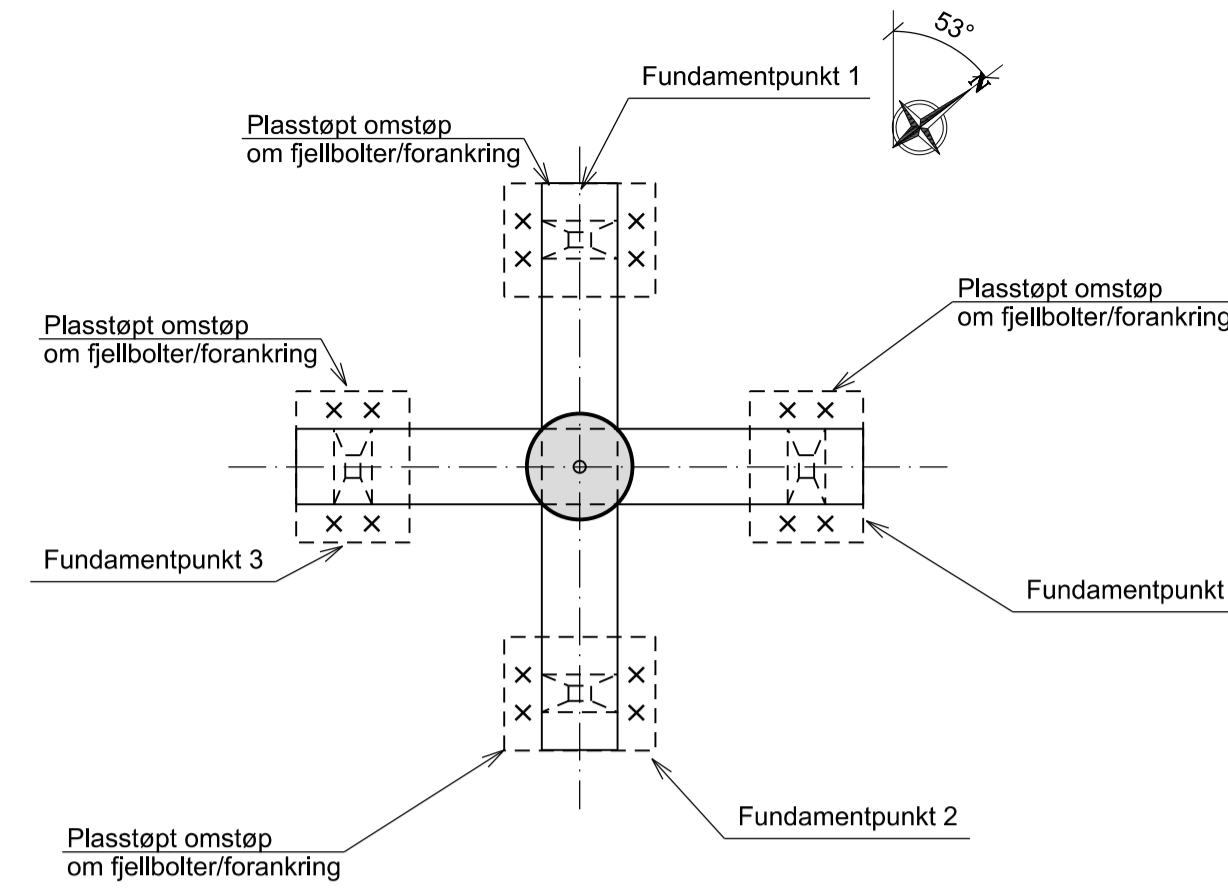 53°
N
Fundamentpunkt 1
Plasstøpt omstøp
om fjellbolter/forankring
Plasstøpt omstøp
om fjellbolter/forankring
Plasstøpt omstøp
om fjellbolter/forankring
Fundamentpunkt 3
Fundamentpunkt
Fundamentpunkt 2
Plasstøpt omstøp
om fjellbolter/forankring